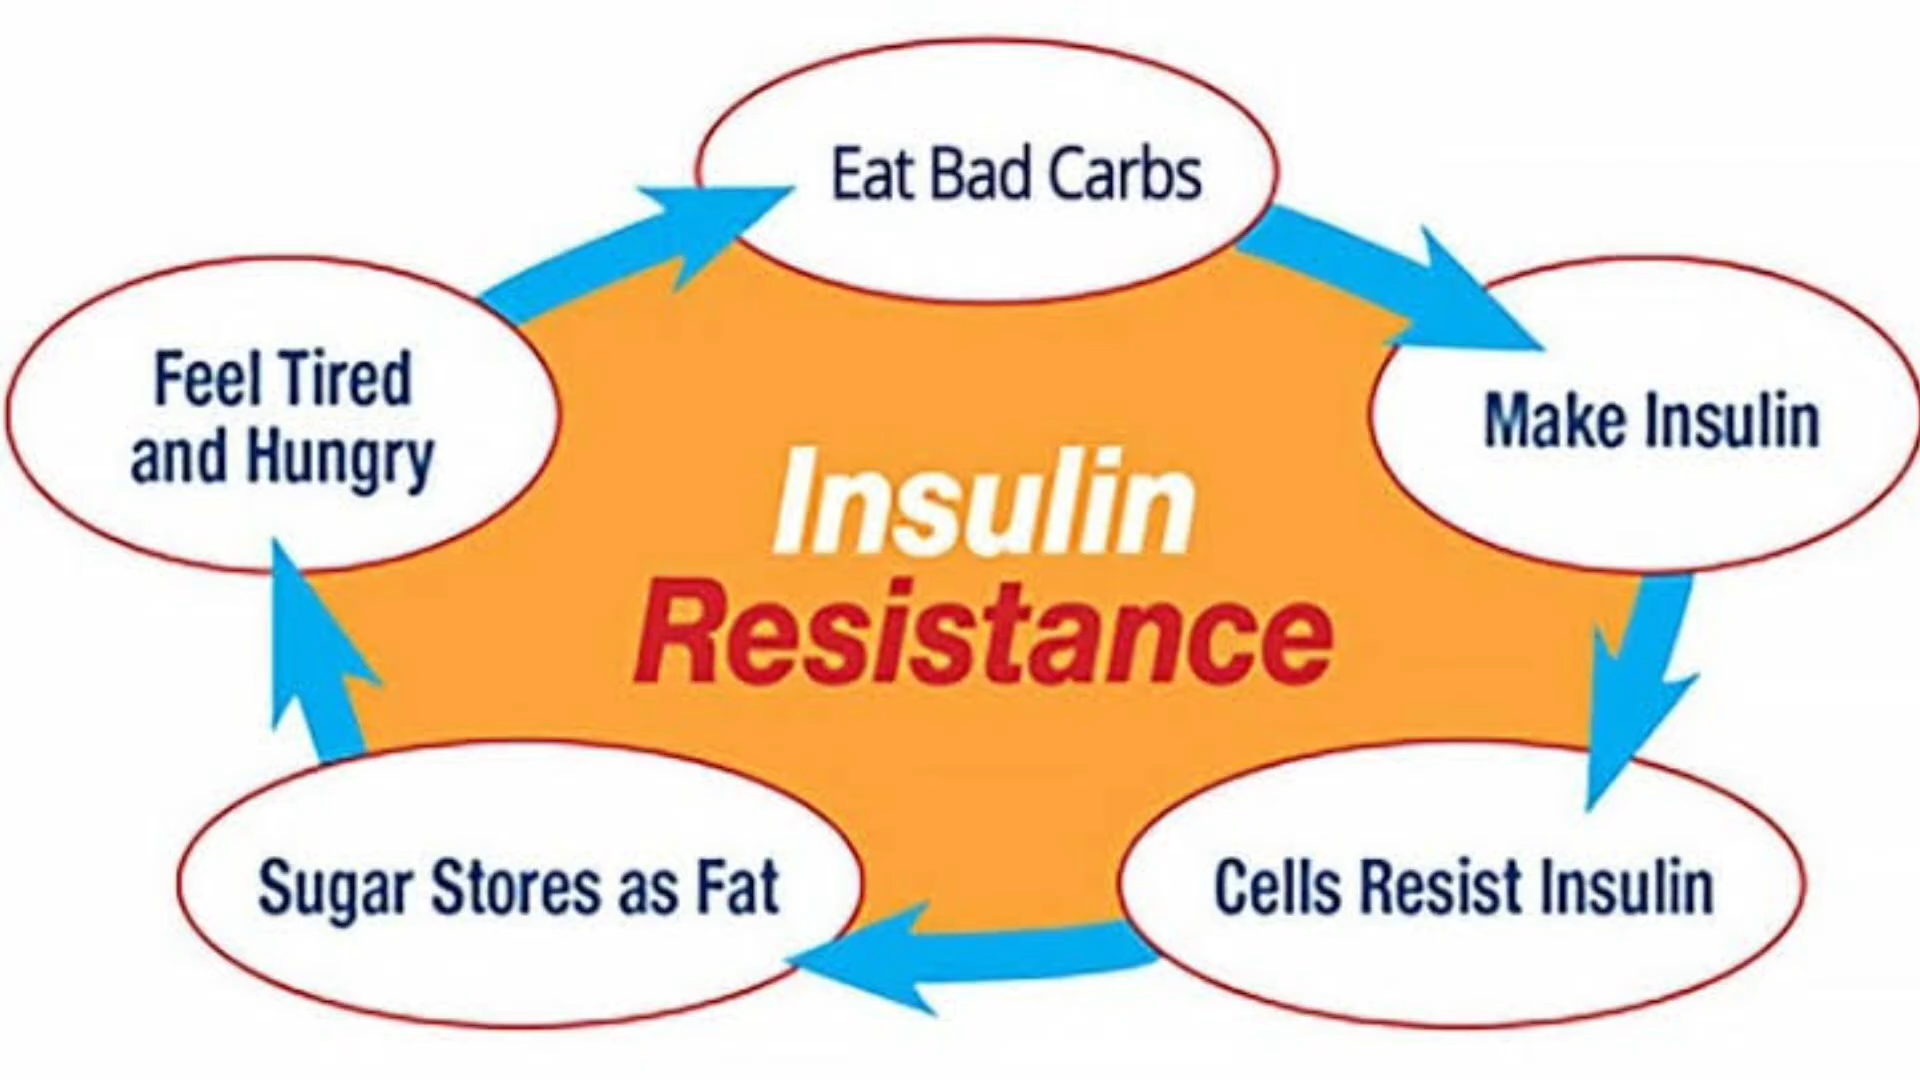 Eat Bad Carbs
Make Insulin
Cells Resist Insulin
Sugar Stores as Fat
Feel Tired
and Hungry
Insulin
Resistance